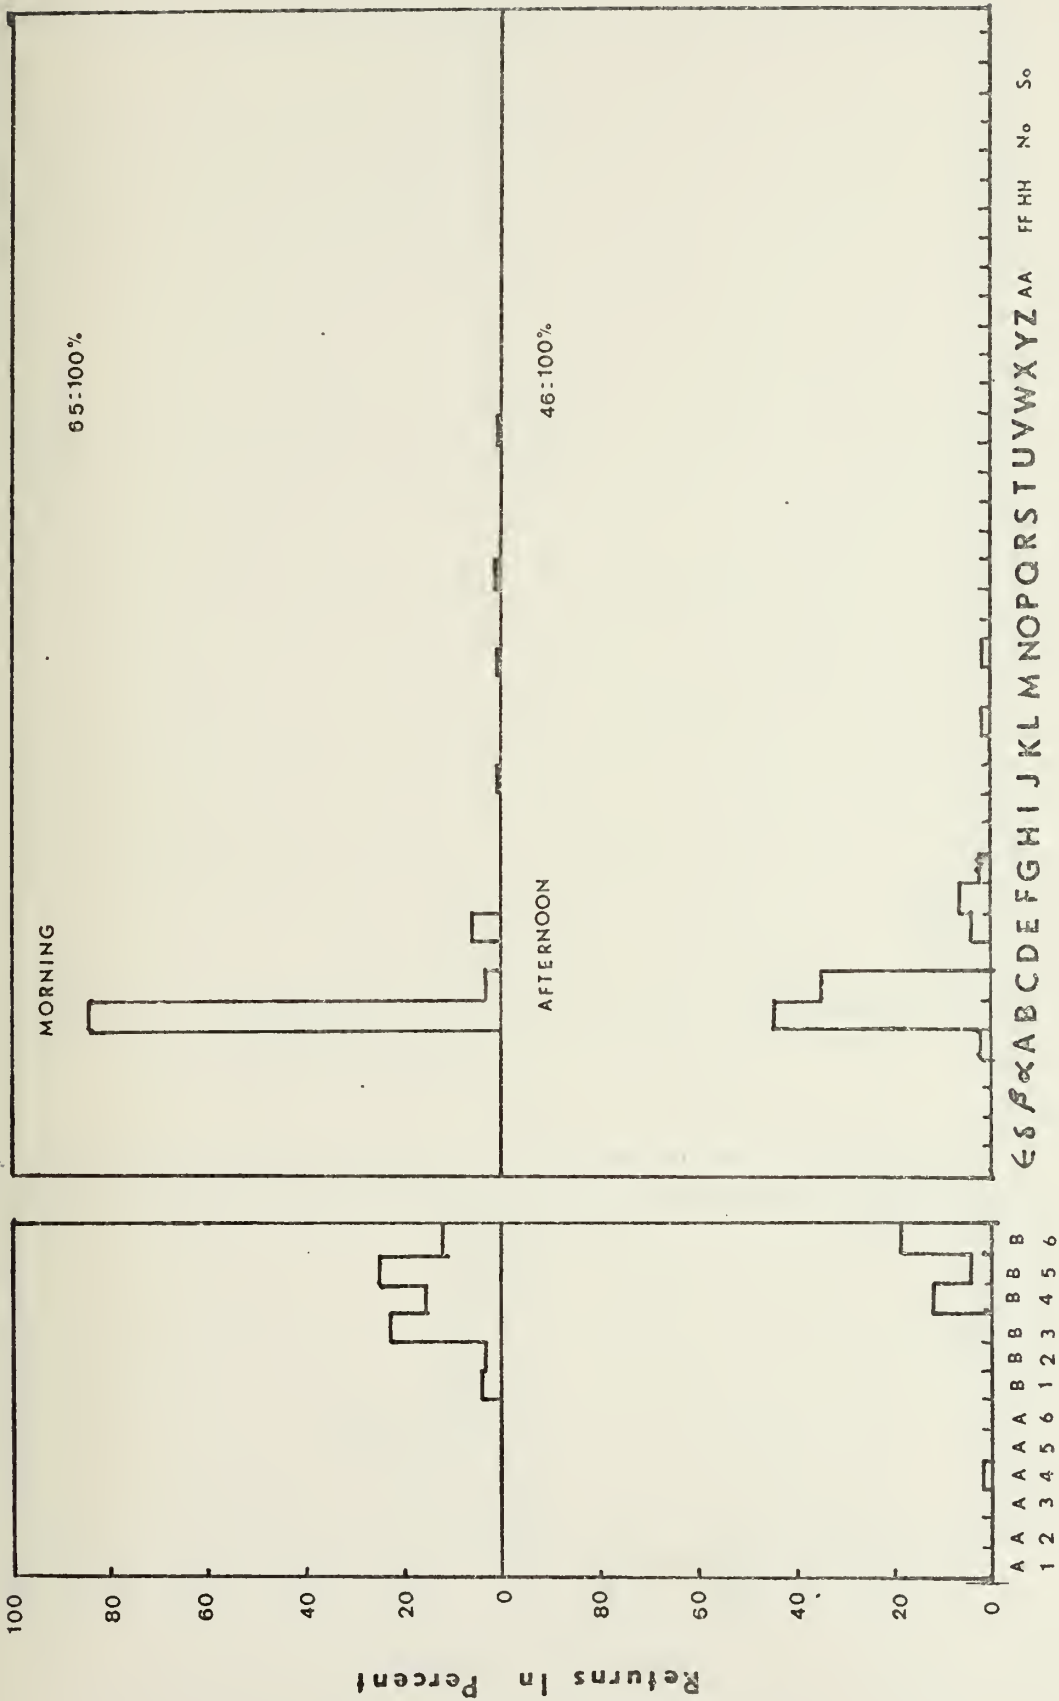 MORNING
65=100%
AFTERNOON
46=100%
Returns In Percent
100
80
60
40
20
0
80
60
40
20
0
A A A A A A B B B B B B
1 2 3 4 5 6 1 2 3 4 5 6
ϵ δ β α A B C D E F G H I J K L M N O P Q R S T U V W X Y Z AA FF HH No So